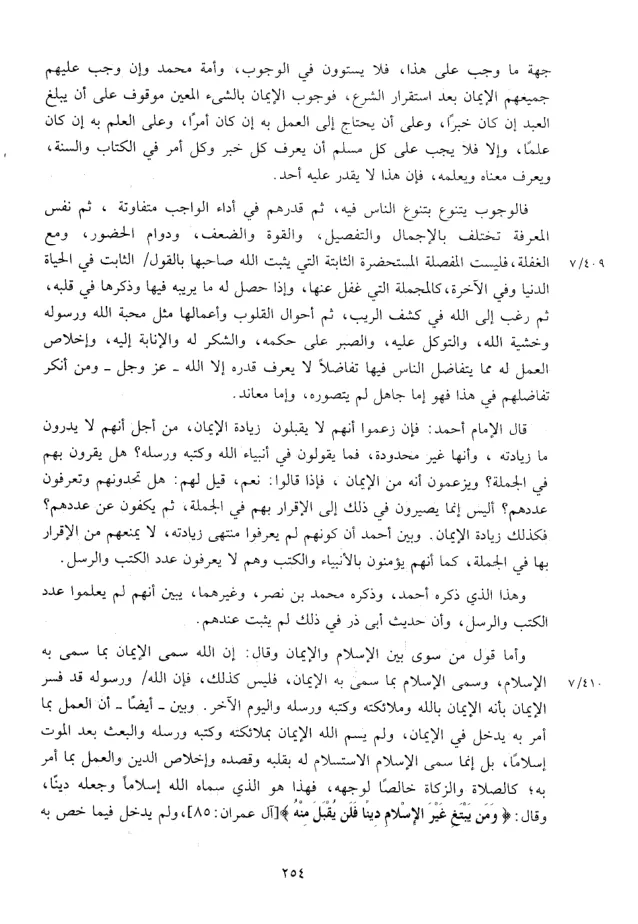 جهة ما وجب على هذا، فلا يستوون في الوجوب، وأمة محمد وإن وجب عليهم
جميعهم الإيمان بعد استقرار الشرع، فوجوب الإيمان بالشىء المعين موقوف على أن يبلغ
العبد إن كان خبرًا، وعلى أن يحتاج إلى العمل به إن كان أمرًا، وعلى العلم به إن كان
علمًا، وإلا فلا يجب على كل مسلم أن يعرف كل خبر وكل أمر في الكتاب والسنة،
ويعرف معناه ويعلمه، فإن هذا لا يقدر عليه أحد.
فالوجوب يتنوع بتنوع الناس فيه، ثم قدرهم في أداء الواجب متفاوتة ، ثم نفس
المعرفة تختلف بالإجمال والتفصيل، والقوة والضعف، ودوام الحضور، ومع
الغفلة، فليست المفصلة المستحضرة الثابتة التي يثبت الله صاحبها بالقول/ الثابت في الحياة ٧/٤٠٩
الدنيا وفي الآخرة، كالمجملة التي غفل عنها، وإذا حصل له ما يريبه فيها وذكرها في قلبه،
ثم رغب إلى الله في كشف الريب، ثم أحوال القلوب وأعمالها مثل محبة الله ورسوله
وخشية الله، والتوكل عليه، والصبر على حكمه، والشكر له والإنابة إليه، وإخلاص
العمل له مما يتفاضل الناس فيها تفاضلاً لا يعرف قدره إلا الله ـ عز وجل ـ ومن أنكر
تفاضلهم في هذا فهو إما جاهل لم يتصوره، وإما معاند.
قال الإمام أحمد: فإن زعموا أنهم لا يقبلون زيادة الإيمان، من أجل أنهم لا يدرون
ما زيادته ، وأنها غير محدودة، فما يقولون في أنبياء الله وكتبه ورسله؟ هل يقرون بهم
في الجملة؟ ويزعمون أنه من الإيمان ، فإذا قالوا: نعم، قيل لهم: هل تحدونهم وتعرفون
عددهم؟ أليس إنما يصيرون في ذلك إلى الإقرار بهم في الجملة، ثم يكفون عن عددهم؟
فكذلك زيادة الإيمان. وبين أحمد أن كونهم لم يعرفوا منتهى زيادته، لا يمنعهم من الإقرار
بها في الجملة، كما أنهم يؤمنون بالأنبياء والكتب وهم لا يعرفون عدد الكتب والرسل.
وهذا الذي ذكره أحمد، وذكره محمد بن نصر، وغيرهما، يبين أنهم لم يعلموا عدد
الكتب والرسل، وأن حديث أبى ذر في ذلك لم يثبت عندهم.
وأما قول من سوى بين الإسلام والإيمان وقال: إن الله سمى الإيمان بما سمى به
الإسلام، وسمى الإسلام بما سمى به الإيمان، فليس كذلك، فإن الله/ ورسوله قد فسر ٧/٤١٠
الإيمان بأنه الإيمان بالله وملائكته وكتبه ورسله واليوم الآخر. وبين ـ أيضًا ـ أن العمل بما
أمر به يدخل في الإيمان، ولم يسم الله الإيمان بملائكته وكتبه ورسله والبعث بعد الموت
إسلامًا، بل إنما سمى الإسلام الاستسلام له بقلبه وقصده وإخلاص الدين والعمل بما أمر
به؛ كالصلاة والزكاة خالصًا لوجهه، فهذا هو الذي سماه الله إسلاماً وجعله دينًا،
وقال: ﴿ وَمَن يَبْتَغِ غَيْرَ الإِسْلامِ دِينًا فَلَن يُقْبَلَ مِنْهُ ﴾[آل عمران: ٨٥]، ولم يدخل فيما خص به
٢٥٤